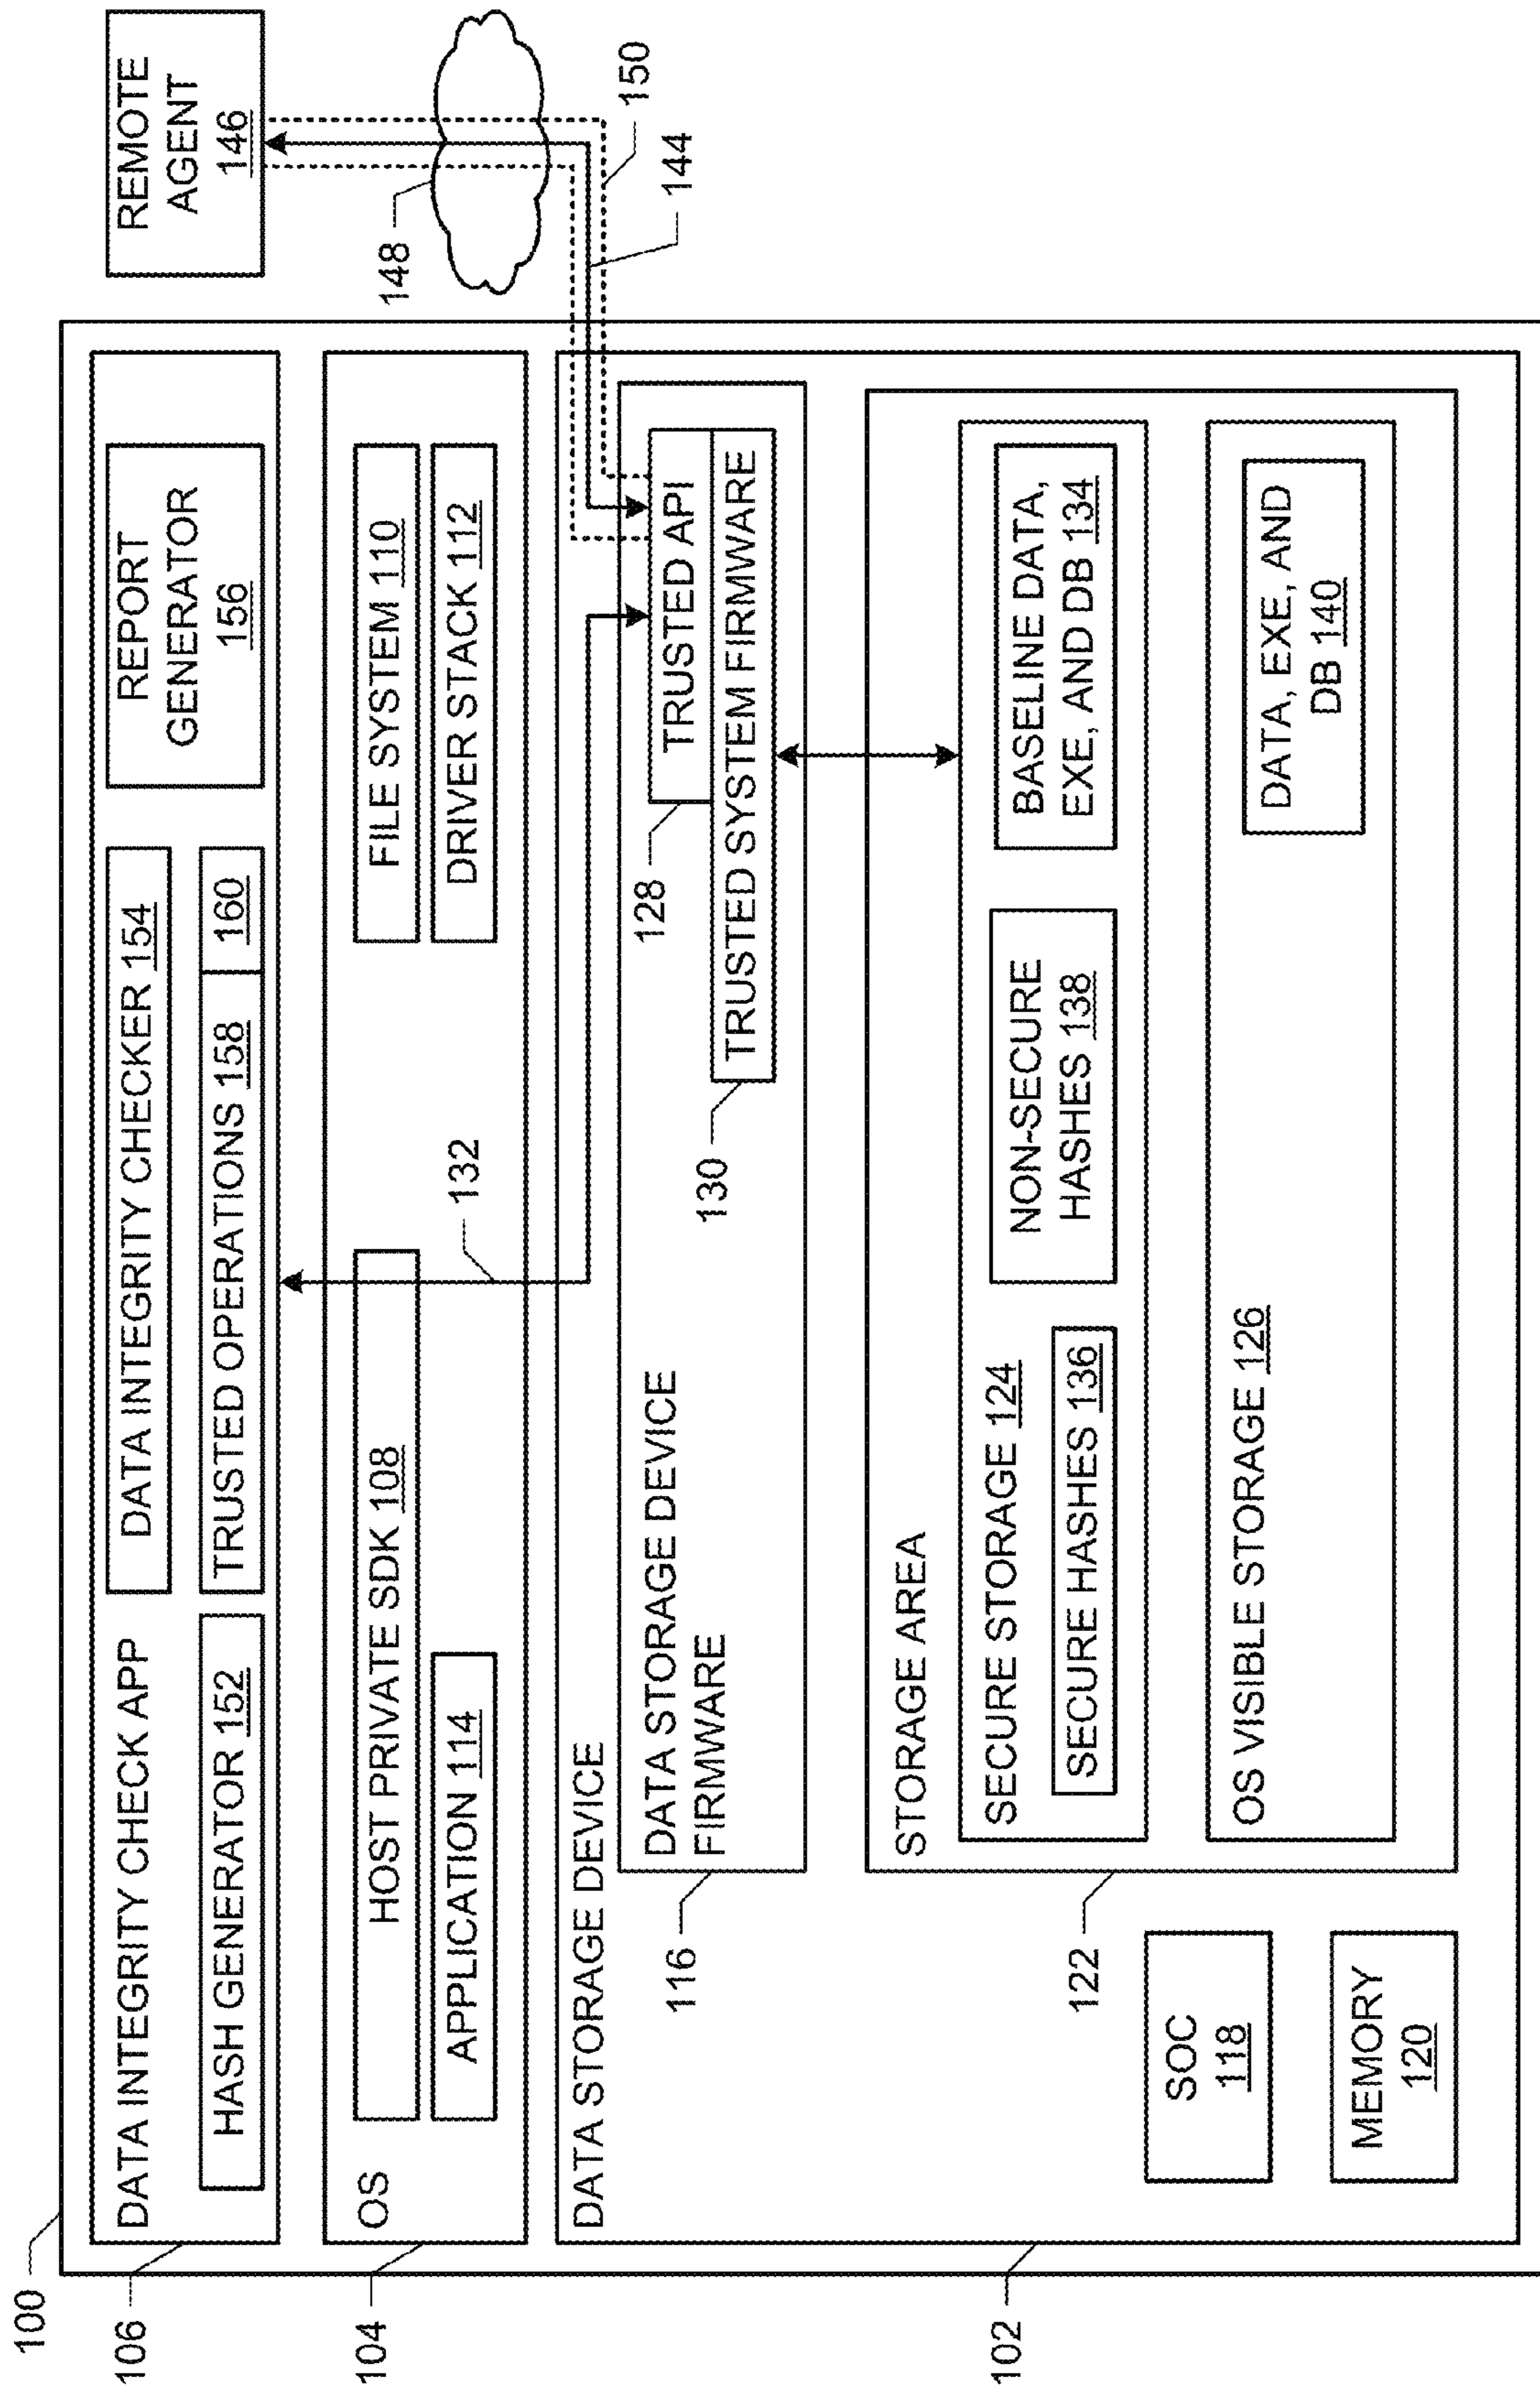 100
106
DATA INTEGRITY CHECK APP
HASH GENERATOR 152
DATA INTEGRITY CHECKER 154
TRUSTED OPERATIONS 158
160
REPORT
GENERATOR
156
REMOTE
AGENT
146
104
OS
HOST PRIVATE SDK 108
APPLICATION 114
132
FILE SYSTEM 110
DRIVER STACK 112
148
150
144
102
DATA STORAGE DEVICE
116
DATA STORAGE DEVICE
FIRMWARE
128
TRUSTED API
130
TRUSTED SYSTEM FIRMWARE
122
STORAGE AREA
SECURE STORAGE 124
SECURE HASHES 136
NON-SECURE
HASHES 138
BASELINE DATA,
EXE, AND DB 134
OS VISIBLE STORAGE 126
DATA, EXE, AND
DB 140
SOC
118
MEMORY
120